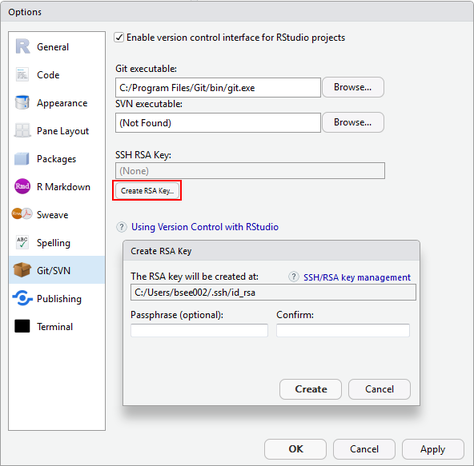 Options
General
Code
Appearance
Pane Layout
Packages
R Markdown
Sweave
Spelling
Git/SVN
Publishing
Terminal
Enable version control interface for RStudio projects
Git executable:
C:/Program Files/Git/bin/git.exe
Browse...
SVN executable:
(Not Found)
Browse...
SSH RSA Key:
(None)
Create RSA Key...
Using Version Control with RStudio
Create RSA Key
The RSA key will be created at:
SSH/RSA key management
C:/Users/bsee002/.ssh/id_rsa
Passphrase (optional):
Confirm:
Create
Cancel
OK
Cancel
Apply